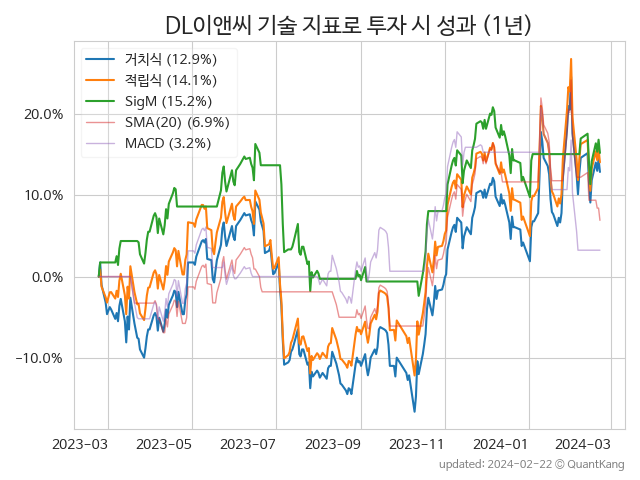 DL이앤씨 기술 지표로 투자 시 성과 (1년)
거치식 (12.9%)
적립식 (14.1%)
SigM (15.2%)
SMA(20) (6.9%)
MACD (3.2%)
20.0%
10.0%
0.0%
−10.0%
2023-03 2023-05 2023-07 2023-09 2023-11 2024-01 2024-03
updated: 2024-02-22 © QuantKang